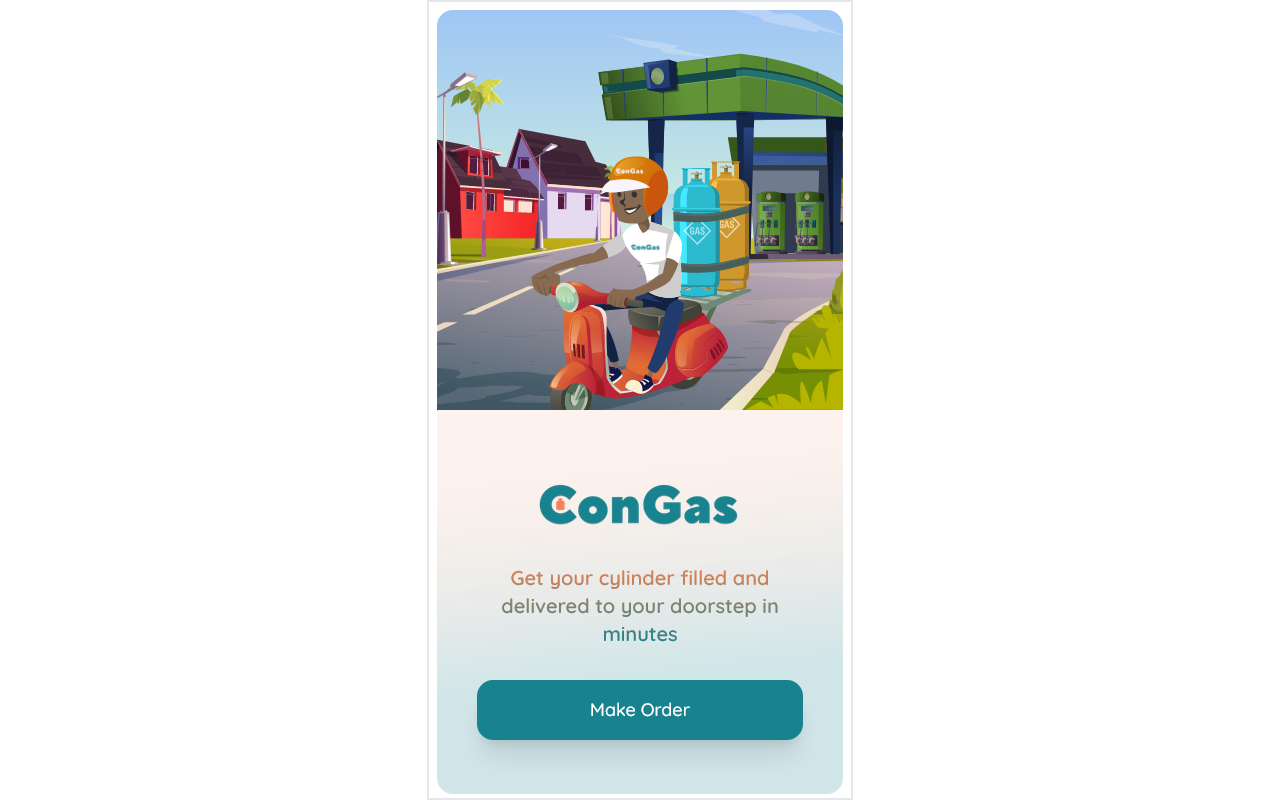 ConGas
GAS
GAS
ConGas
ConGas
Get your cylinder filled and
delivered to your doorstep in
minutes
Make Order